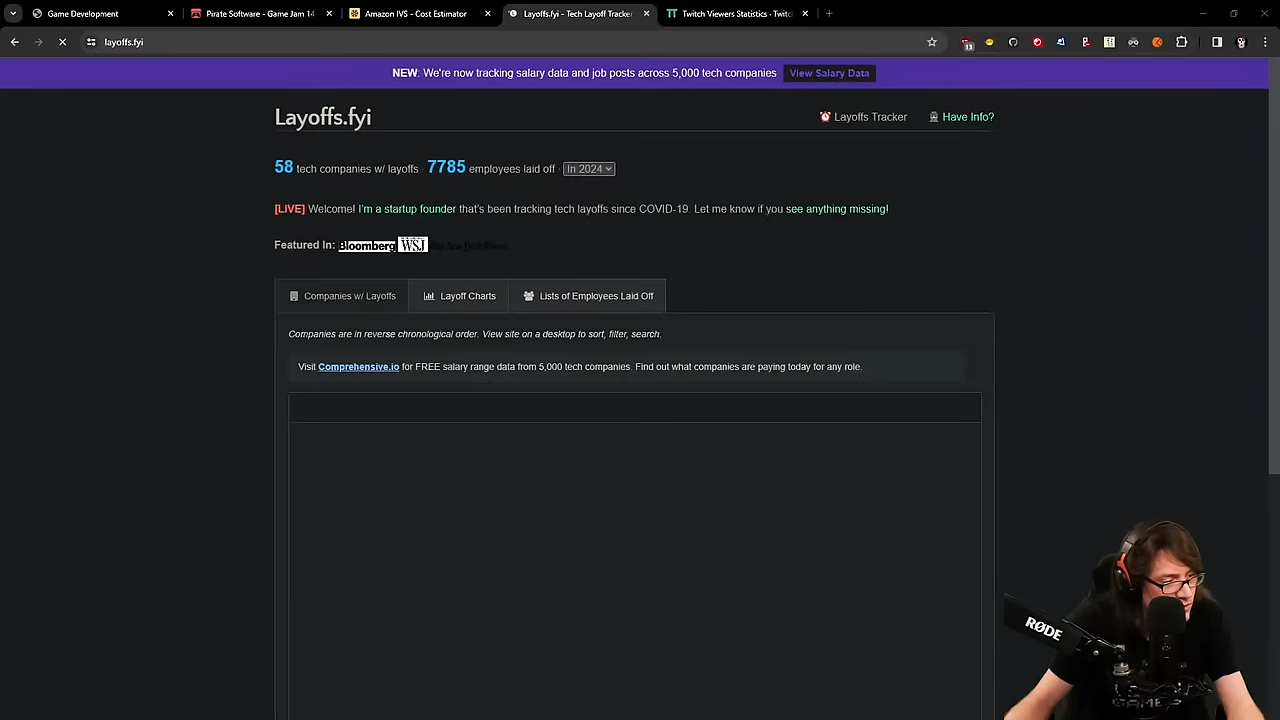 Game Development
Pirate Software - Game Jam 14
Amazon IVS - Cost Estimator
Layoffs.fyi - Tech Layoff Tracker
Twitch Viewers Statistics · Twitc
layoffs.fyi
13
NEW: We're now tracking salary data and job posts across 5,000 tech companies View Salary Data
Layoffs.fyi
Layoffs Tracker
Have Info?
58 tech companies w/ layoffs · 7785 employees laid off · In 2024
[LIVE] Welcome! I'm a startup founder that's been tracking tech layoffs since COVID-19. Let me know if you see anything missing!
Featured In: Bloomberg WSJ
Companies w/ Layoffs
Layoff Charts
Lists of Employees Laid Off
Companies are in reverse chronological order. View site on a desktop to sort, filter, search.
Visit Comprehensive.io for FREE salary range data from 5,000 tech companies. Find out what companies are paying today for any role.
RØDE